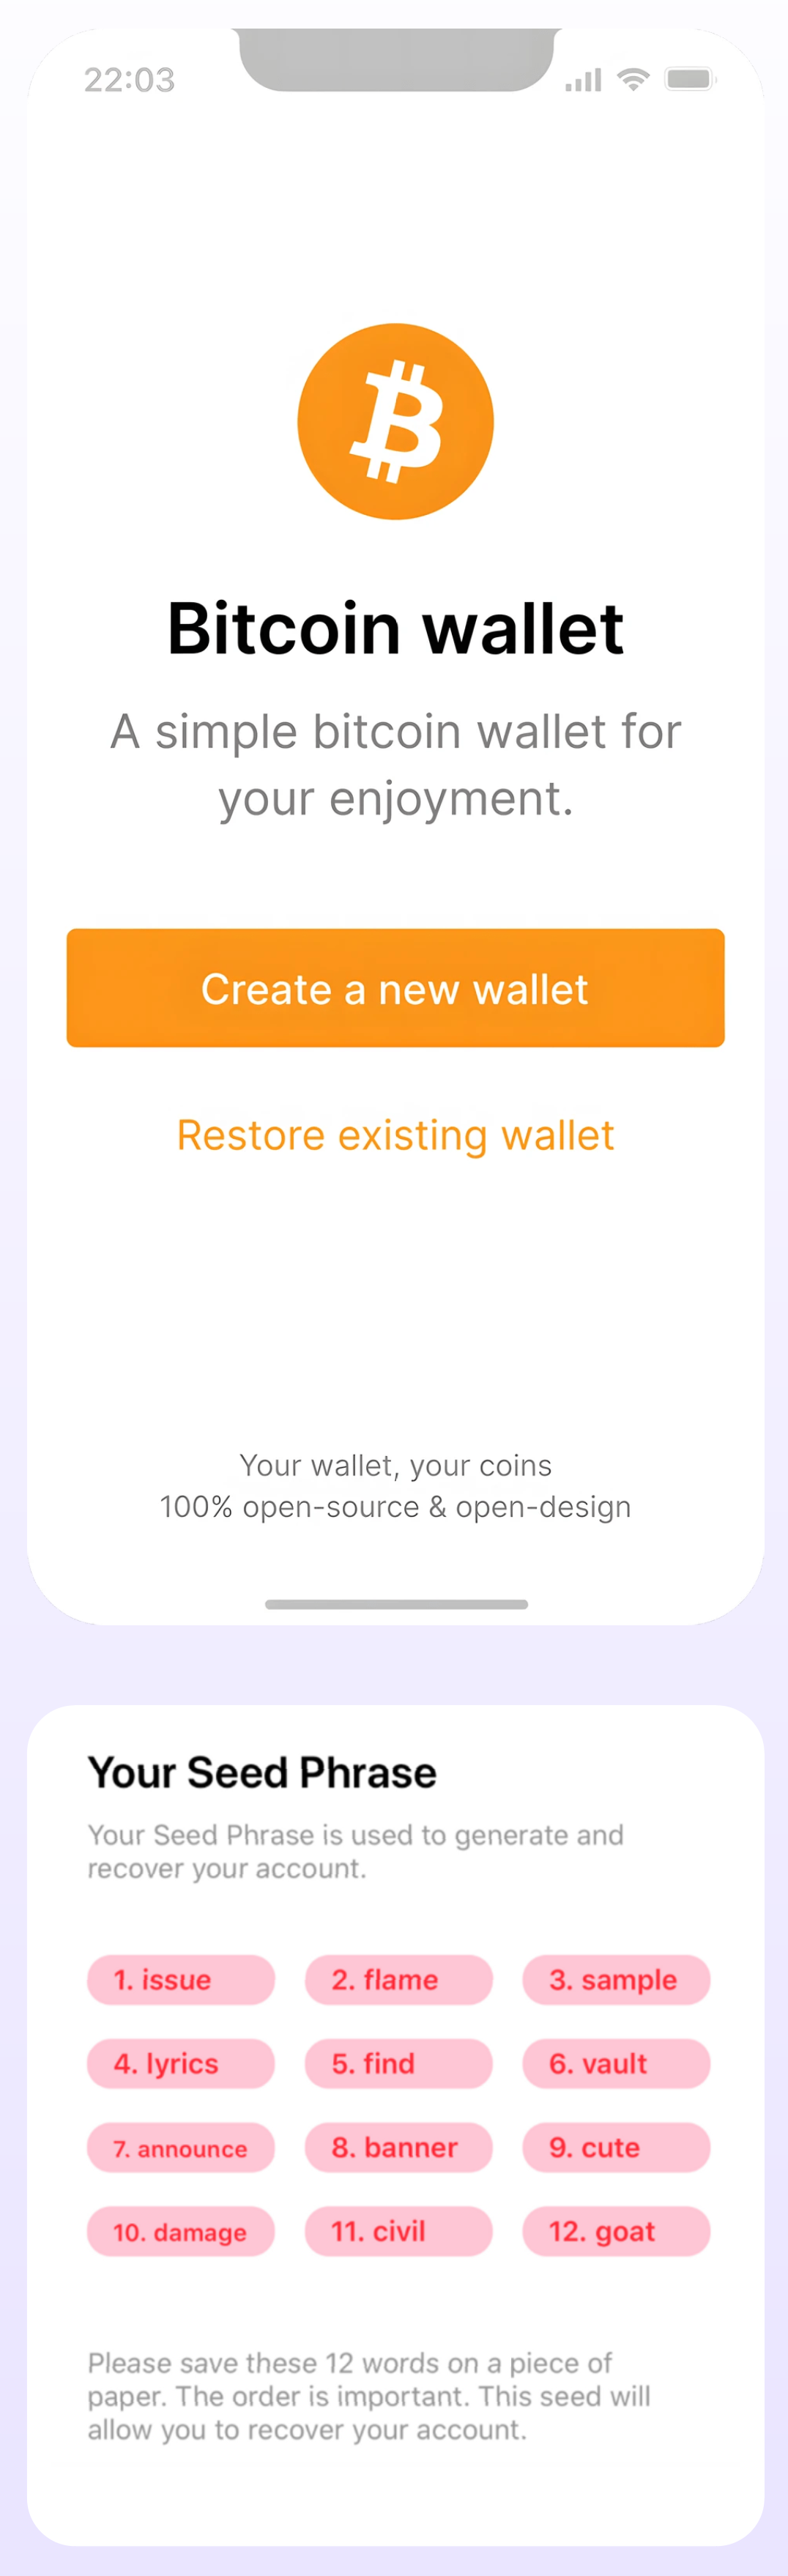 22:03
Bitcoin wallet
A simple bitcoin wallet for
your enjoyment.
Create a new wallet
Restore existing wallet
Your wallet, your coins
100% open-source & open-design
Your Seed Phrase
Your Seed Phrase is used to generate and
recover your account.
1. issue 2. flame 3. sample
4. lyrics 5. find 6. vault
7. announce 8. banner 9. cute
10. damage 11. civil 12. goat
Please save these 12 words on a piece of
paper. The order is important. This seed will
allow you to recover your account.